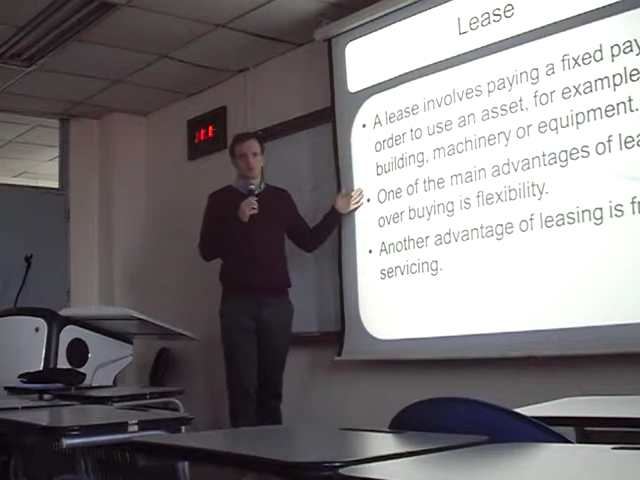 Lease
• A lease involves paying a fixed pay
order to use an asset, for example
building, machinery or equipment.
• One of the main advantages of lea
over buying is flexibility.
• Another advantage of leasing is fr
servicing.